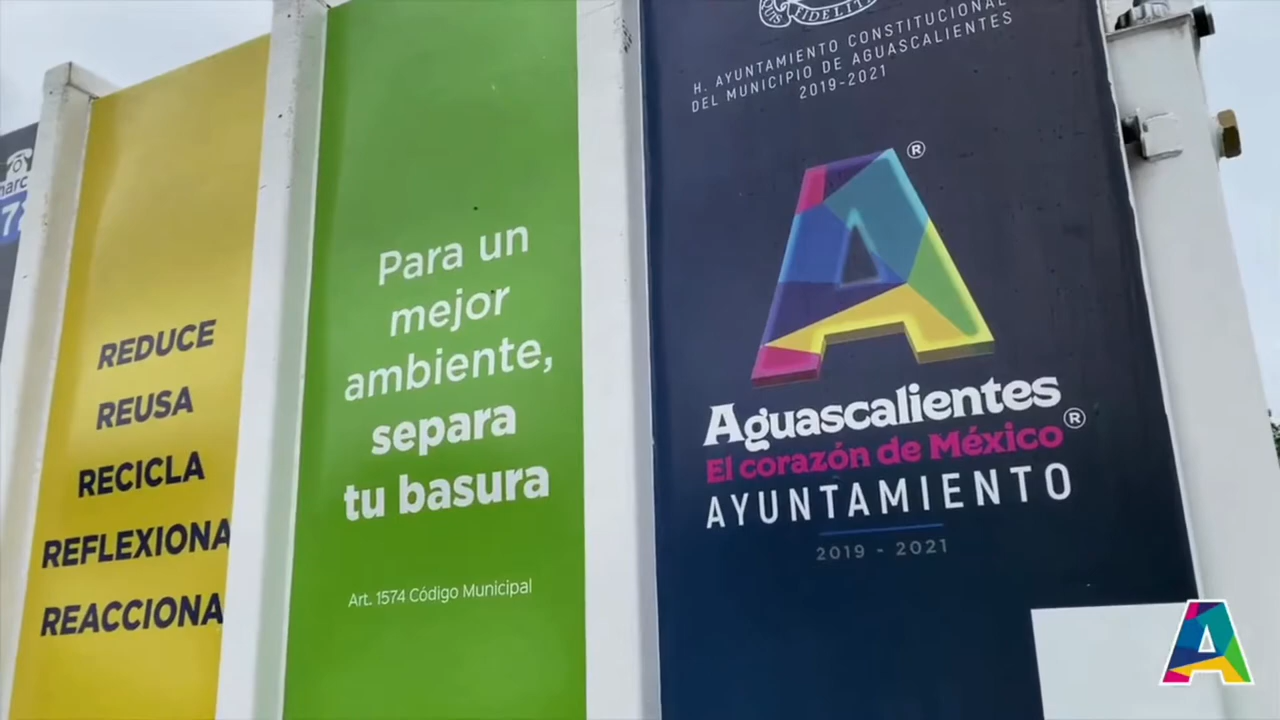 REDUCE
REUSA
RECICLA
REFLEXIONA
REACCIONA
Para un
mejor
ambiente,
separa
tu basura
Art. 1574 Código Municipal
H. AYUNTAMIENTO CONSTITUCIONAL
DEL MUNICIPIO DE AGUASCALIENTES
2019-2021
A®
Aguascalientes
El corazón de México®
AYUNTAMIENTO
2019 - 2021
A